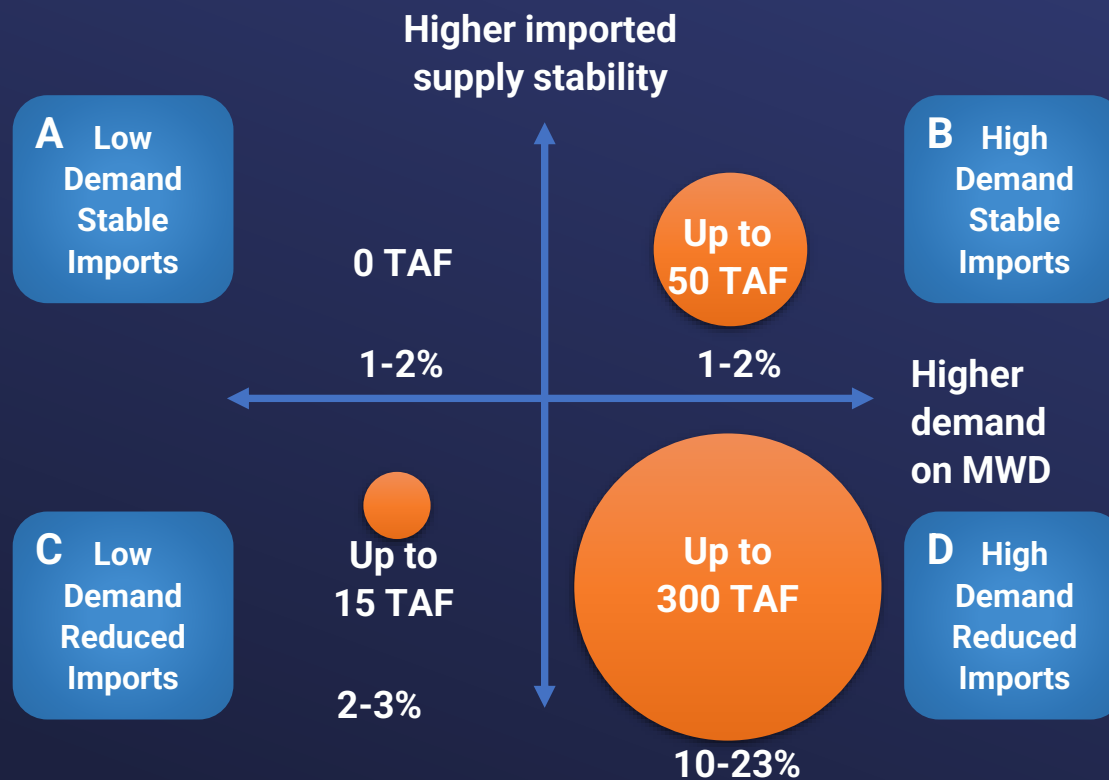 Higher imported
supply stability
A Low
Demand
Stable
Imports
B High
Demand
Stable
Imports
0 TAF
Up to
50 TAF
1-2%
1-2%
Higher
demand
on MWD
C Low
Demand
Reduced
Imports
Up to
15 TAF
2-3%
Up to
300 TAF
10-23%
D High
Demand
Reduced
Imports